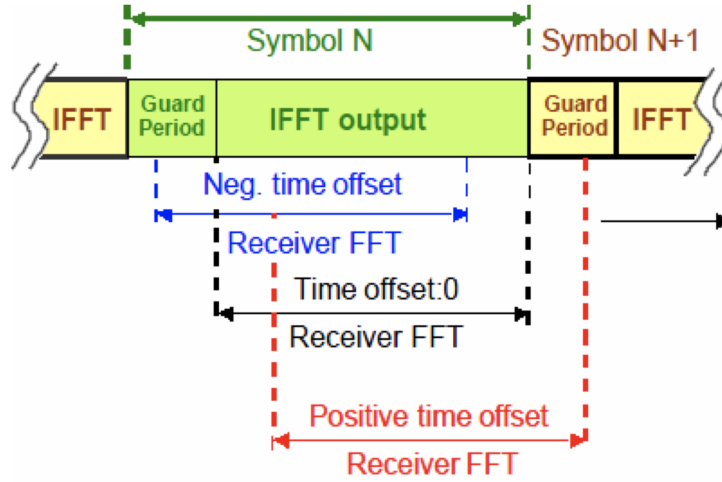 Symbol N
Symbol N+1
IFFT
Guard
Period
IFFT output
Guard
Period
IFFT
Neg. time offset
Receiver FFT
Time offset:0
Receiver FFT
Positive time offset
Receiver FFT